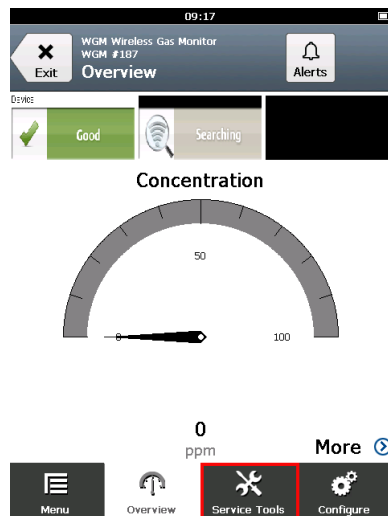 09:17
WGM Wireless Gas Monitor
WGM #187
Exit
Overview
Alerts
Device
Good
Searching
Concentration
50
0
100
0
ppm
More
Menu
Overview
Service Tools
Configure